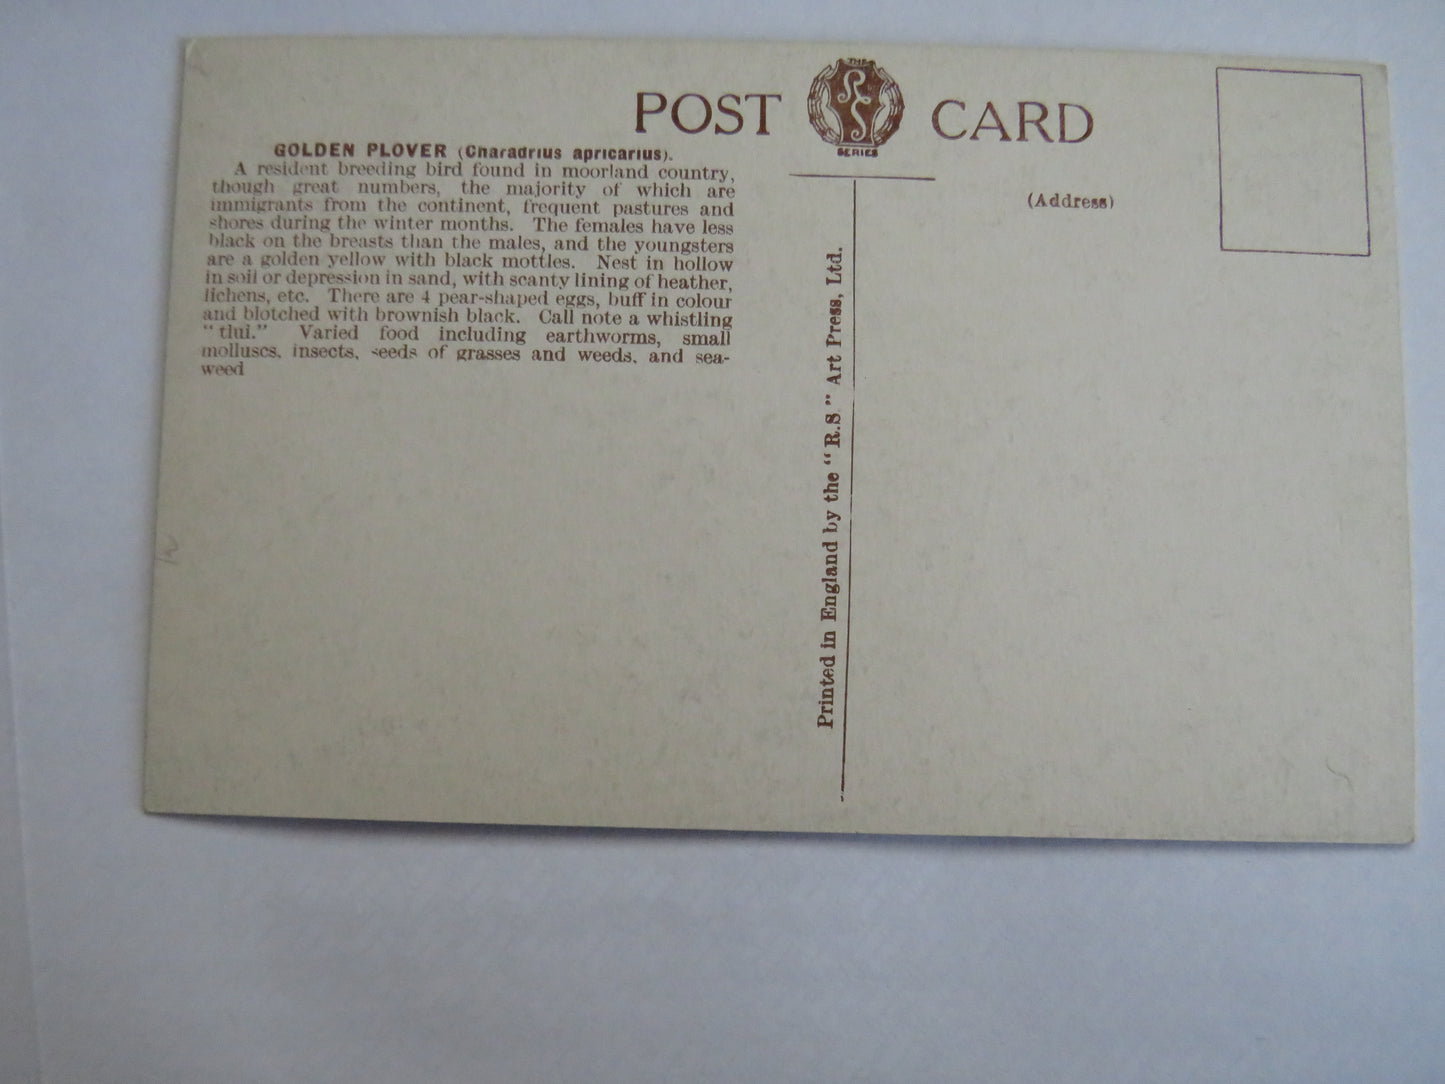 POST CARD
THE
RS
SERIES
GOLDEN PLOVER (Charadrius apricarius).
A resident breeding bird found in moorland country,
though great numbers, the majority of which are
immigrants from the continent, frequent pastures and
shores during the winter months. The females have less
black on the breasts than the males, and the youngsters
are a golden yellow with black mottles. Nest in hollow
in soil or depression in sand, with scanty lining of heather,
lichens, etc. There are 4 pear-shaped eggs, buff in colour
and blotched with brownish black. Call note a whistling
"tlui." Varied food including earthworms, small
molluscs, insects, seeds of grasses and weeds, and sea-
weed
Printed in England by the "R.S" Art Press, Ltd.
(Address)